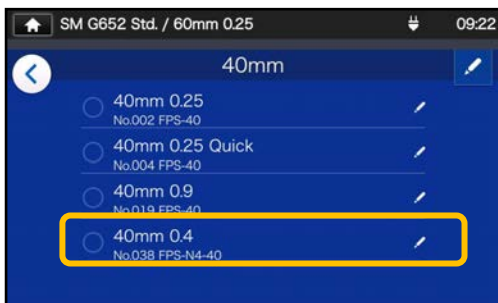 SM G652 Std. / 60mm 0.25 09:22
40mm
40mm 0.25
No.002 FPS-40
40mm 0.25 Quick
No.004 FPS-40
40mm 0.9
No.019 FPS-40
40mm 0.4
No.038 FPS-N4-40